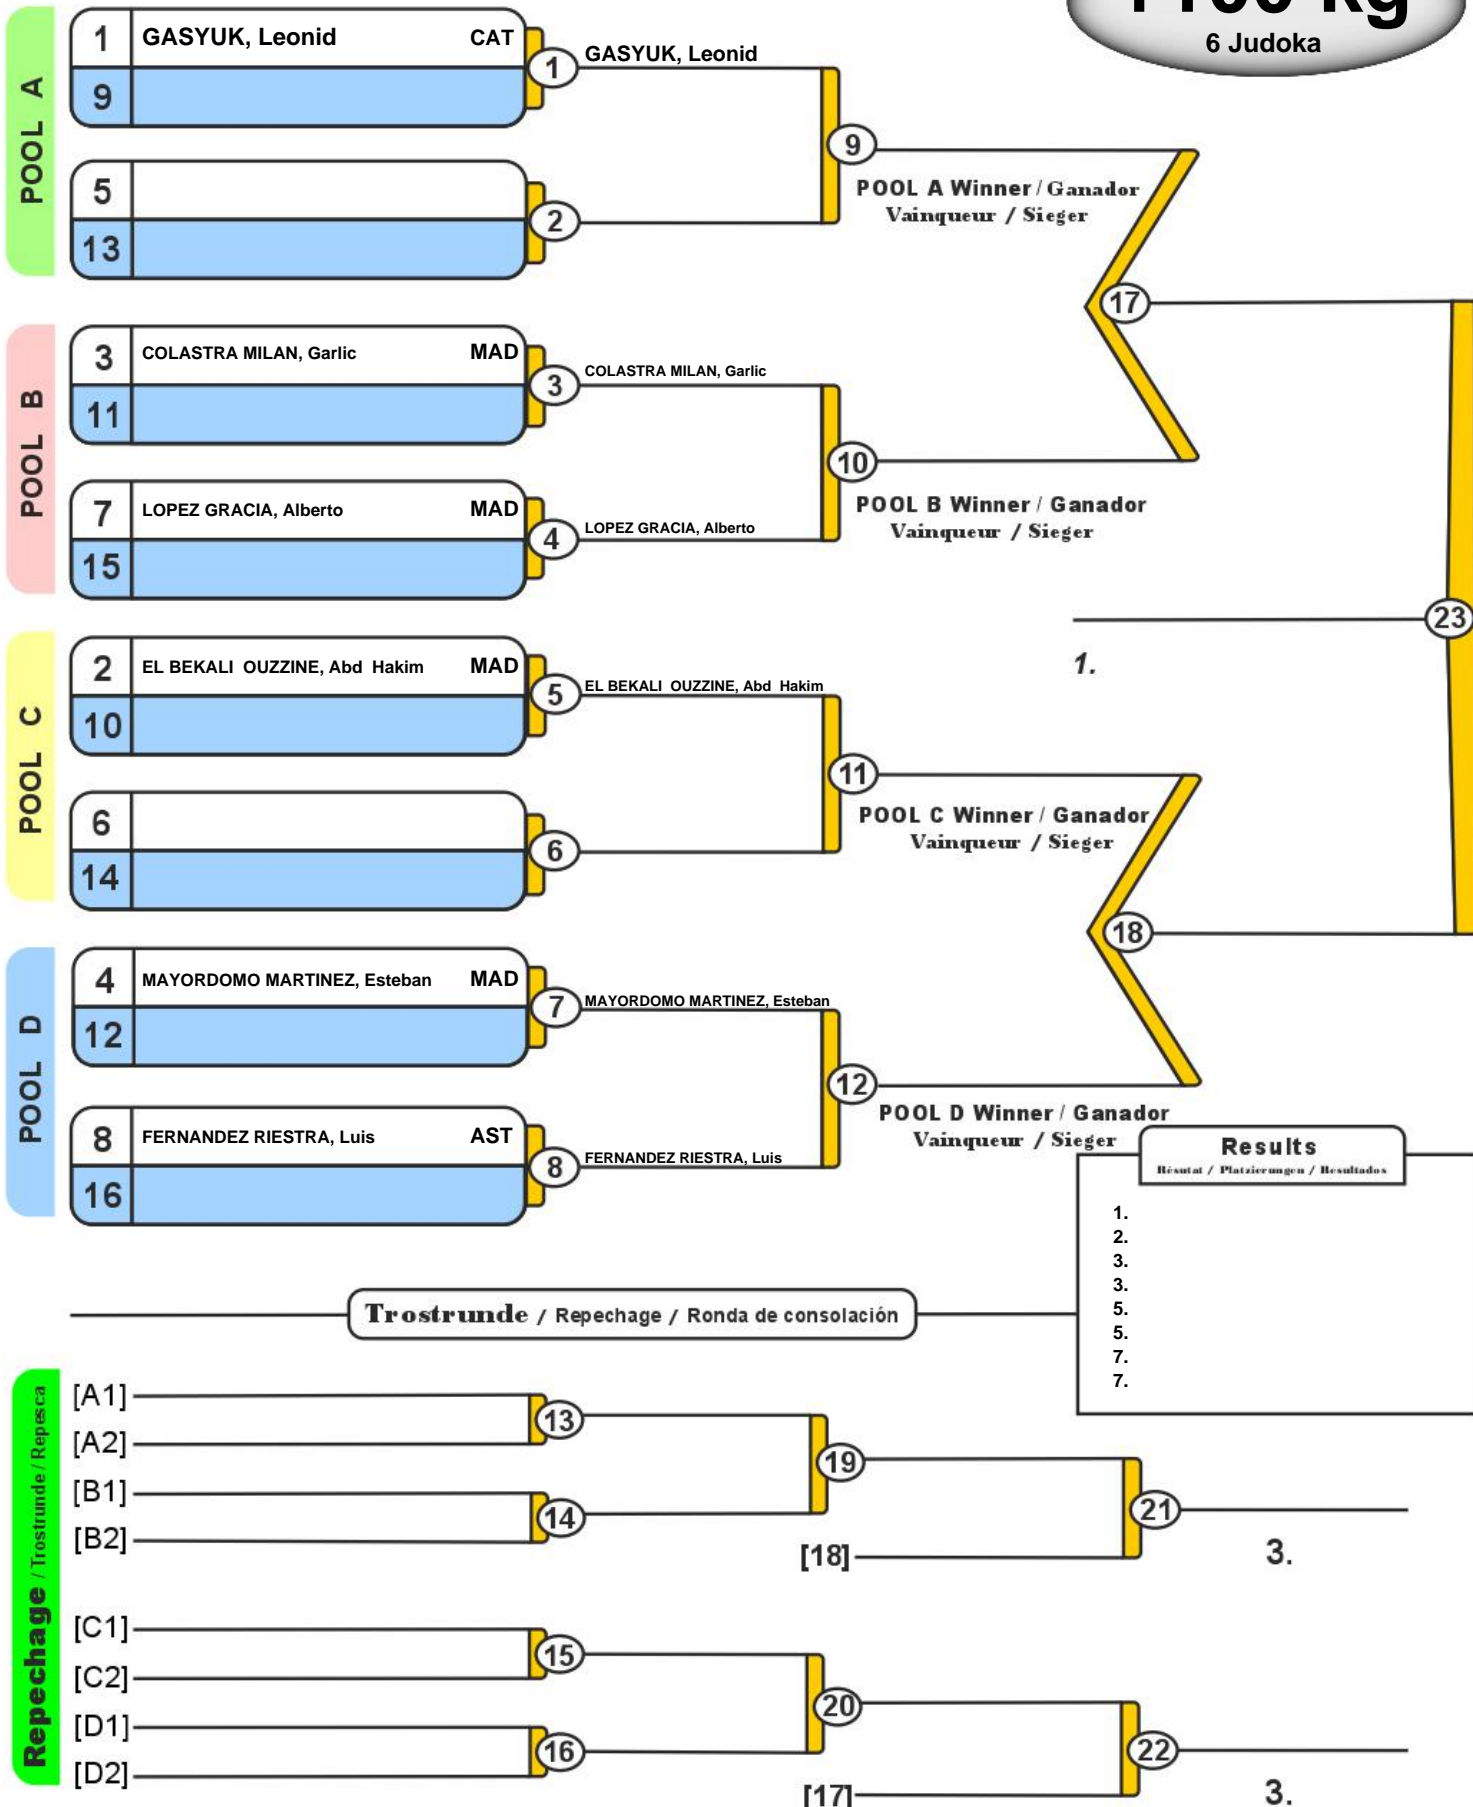 6 Judoka
POOL A
1 GASYUK, Leonid CAT
9
1
GASYUK, Leonid
5
13
2
9
POOL A Winner / Ganador
Vainqueur / Sieger
17
POOL B
3 COLASTRA MILAN, Garlic MAD
11
3
COLASTRA MILAN, Garlic
7 LOPEZ GRACIA, Alberto MAD
15
4
LOPEZ GRACIA, Alberto
10
POOL B Winner / Ganador
Vainqueur / Sieger
23
1.
POOL C
2 EL BEKALI OUZZINE, Abd Hakim MAD
10
5
EL BEKALI OUZZINE, Abd Hakim
6
14
6
11
POOL C Winner / Ganador
Vainqueur / Sieger
18
POOL D
4 MAYORDOMO MARTINEZ, Esteban MAD
12
7
MAYORDOMO MARTINEZ, Esteban
8 FERNANDEZ RIESTRA, Luis AST
16
8
FERNANDEZ RIESTRA, Luis
12
POOL D Winner / Ganador
Vainqueur / Sieger
Results
Résutat / Platzierungen / Resultados
1.
2.
3.
3.
5.
5.
7.
7.
Trostrunde / Repechage / Ronda de consolación
Repechage / Trostrunde / Repesca
[A1]
[A2]
13
[B1]
[B2]
14
19
[18]
21
3.
[C1]
[C2]
15
[D1]
[D2]
16
20
[17]
22
3.